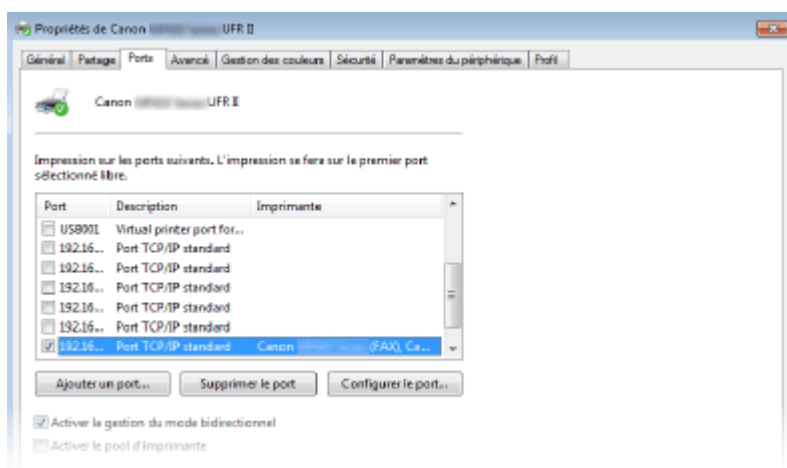 Propriétés de Canon UFR II
Général Partage Ports Avancé Gestion des couleurs Sécurité Paramètres du périphérique Profil
Canon UFR II
Impression sur les ports suivants. L'impression se fera sur le premier port
sélectionné libre.
Port Description Imprimante
USB001 Virtual printer port for...
192.16... Port TCP/IP standard
192.16... Port TCP/IP standard
192.16... Port TCP/IP standard
192.16... Port TCP/IP standard
192.16... Port TCP/IP standard
192.16... Port TCP/IP standard Canon (FAX), Ca...
Ajouter un port... Supprimer le port Configurer le port...
Activer la gestion du mode bidirectionnel
Activer le pool d'imprimante